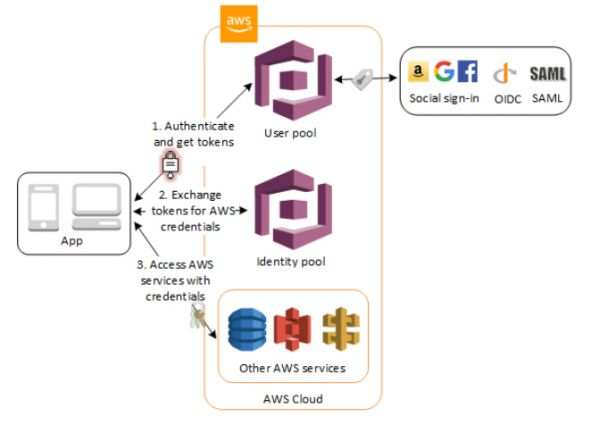 aws
a
G
f
SAML
Social sign-in
OIDC
SAML
1. Authenticate
and get tokens
User pool
2. Exchange
tokens for AWS
credentials
App
Identity pool
3. Access AWS
services with
credentials
Other AWS services
AWS Cloud